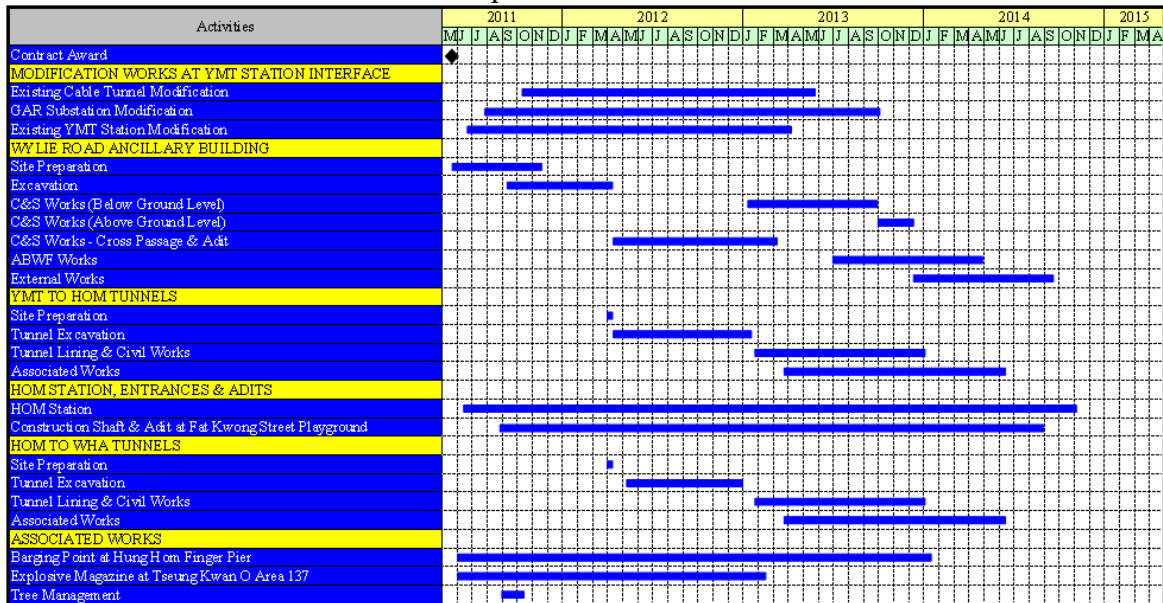 Activities
2011 2012 2013 2014 2015
M J J A S O N D J F M A M J J A S O N D J F M A M J J A S O N D J F M A M J J A S O N D J F M A
Contract Award
MODIFICATION WORKS AT YMT STATION INTERFACE
Existing Cable Tunnel Modification
GAR Substation Modification
Existing YMT Station Modification
WYLIE ROAD ANCILLARY BUILDING
Site Preparation
Excavation
C&S Works (Below Ground Level)
C&S Works (Above Ground Level)
C&S Works - Cross Passage & Adit
ABWF Works
External Works
YMT TO HOM TUNNELS
Site Preparation
Tunnel Excavation
Tunnel Lining & Civil Works
Associated Works
HOM STATION, ENTRANCES & ADITS
HOM Station
Construction Shaft & Adit at Fat Kwong Street Playground
HOM TO WHA TUNNELS
Site Preparation
Tunnel Excavation
Tunnel Lining & Civil Works
Associated Works
ASSOCIATED WORKS
Barging Point at Hung Hom Finger Pier
Explosive Magazine at Tseung Kwan O Area 137
Tree Management